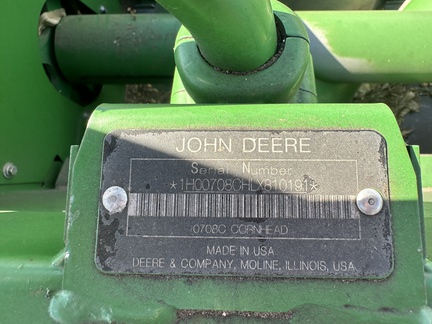 JOHN DEERE
Serial Number
*1H00708CHLX810191*
0708C CORNHEAD
MADE IN USA
DEERE & COMPANY, MOLINE, ILLINOIS, USA